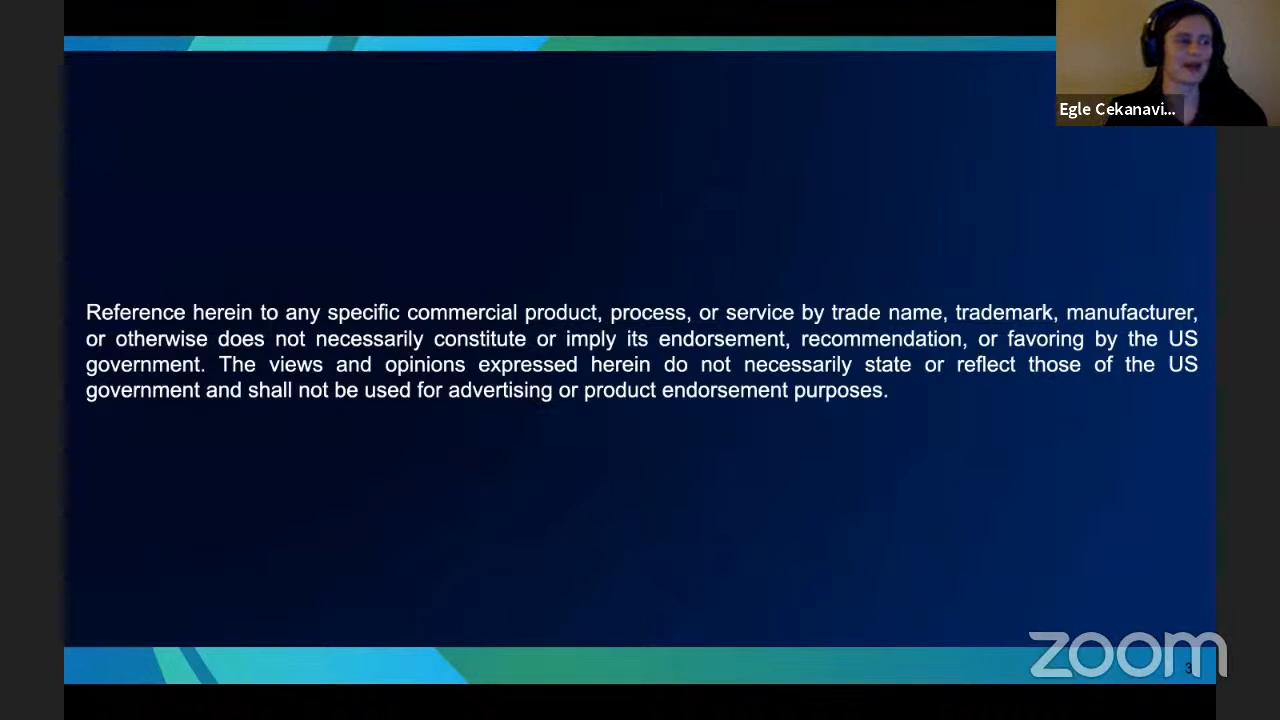 Egle Cekanavi...
Reference herein to any specific commercial product, process, or service by trade name, trademark, manufacturer,
or otherwise does not necessarily constitute or imply its endorsement, recommendation, or favoring by the US
government. The views and opinions expressed herein do not necessarily state or reflect those of the US
government and shall not be used for advertising or product endorsement purposes.
zoom
3